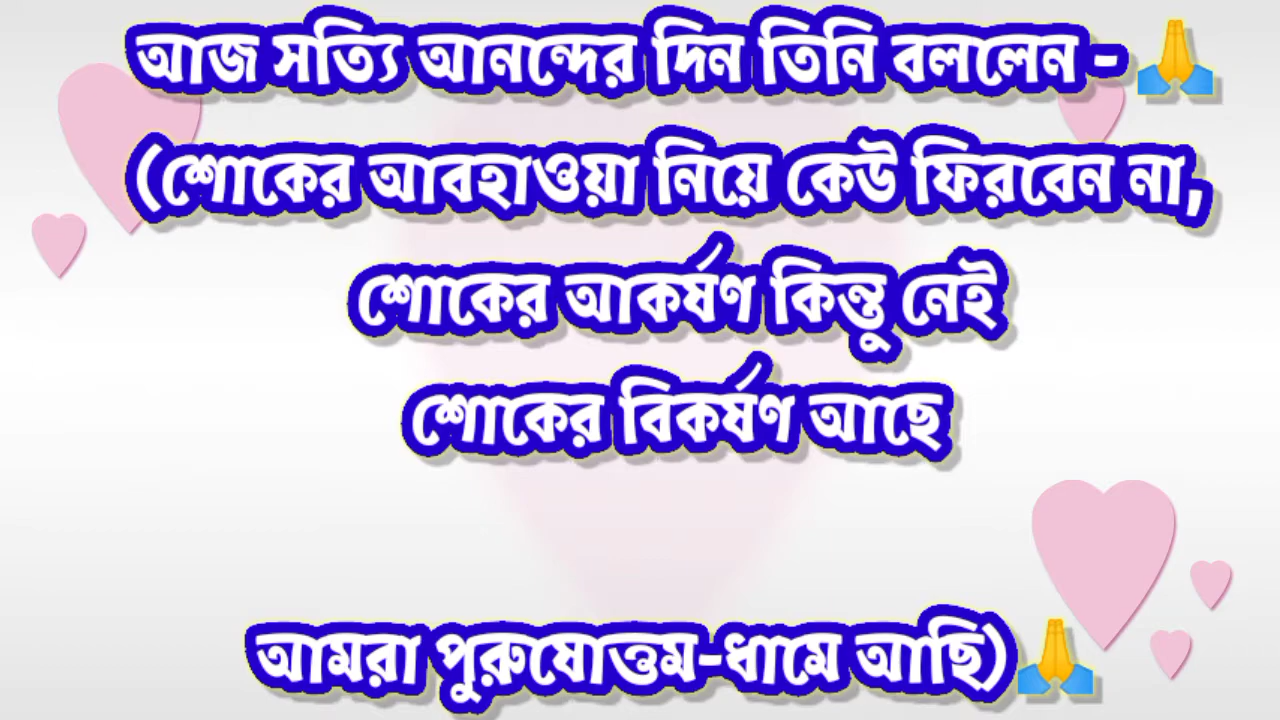 আজ সত্যি আনন্দের দিন তিনি বললেন - 🙏
(শোকের আবহাওয়া নিয়ে কেউ ফিরবেন না,
শোকের আকর্ষণ কিন্তু নেই
শোকের বিকর্ষণ আছে
আমরা পুরুষোত্তম-ধামে আছি)🙏